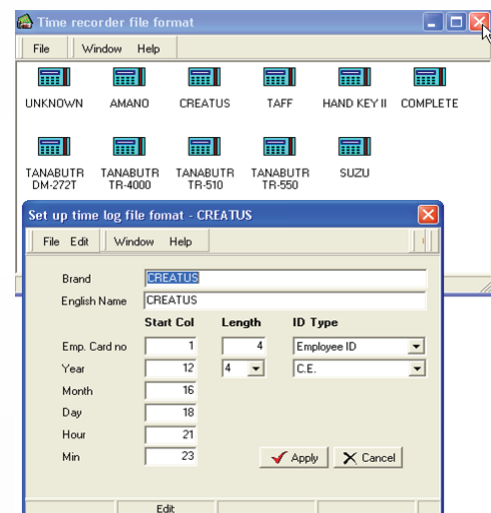 Time recorder file format
File Window Help
UNKNOWN AMANO CREATUS TAFF HAND KEY II COMPLETE
TANABUTR DM-272T TANABUTR TR-4000 TANABUTR TR-510 TANABUTR TR-550 SUZU
Set up time log file fomat - CREATUS
File Edit Window Help
Brand CREATUS
English Name CREATUS
Start Col Length ID Type
Emp. Card no 1 4 Employee ID
Year 12 4 C.E.
Month 16
Day 18
Hour 21
Min 23
Apply Cancel
Edit